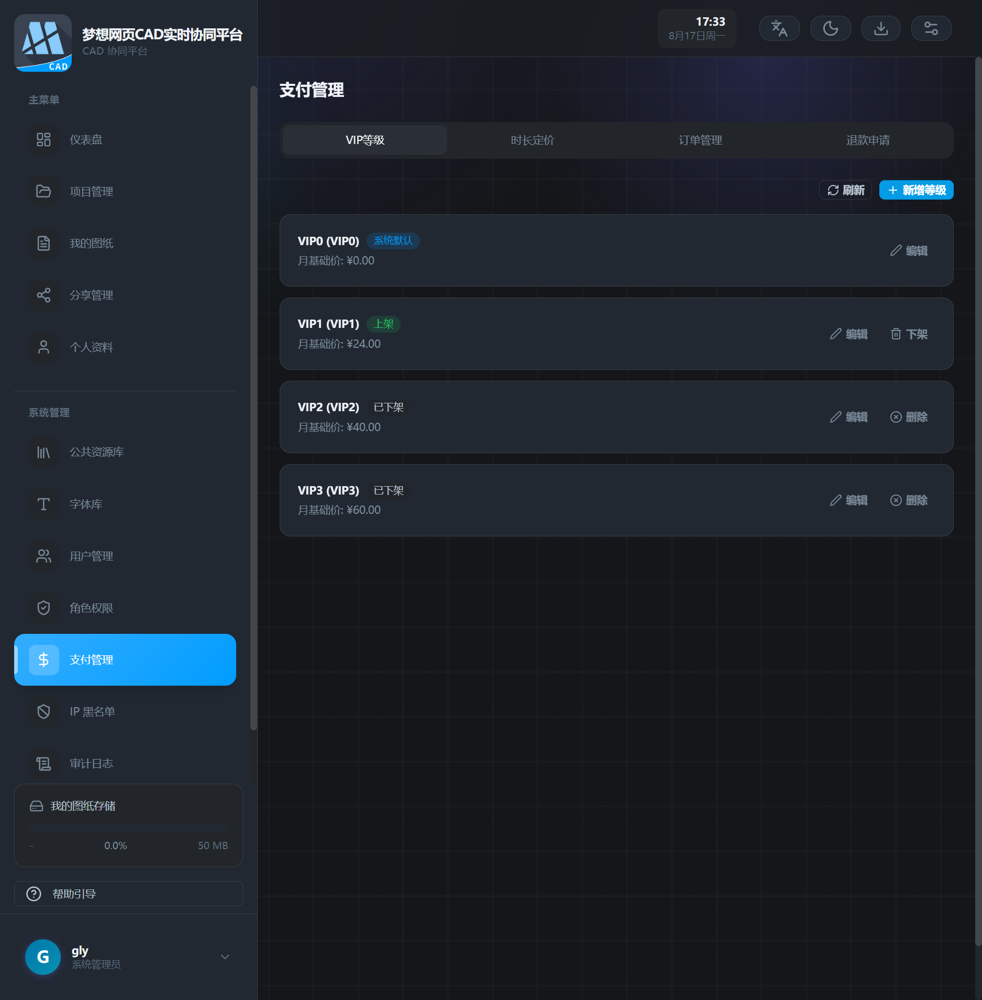 CAD
梦想网页CAD实时协同平台
CAD 协同平台
主菜单
仪表盘
项目管理
我的图纸
分享管理
个人资料
系统管理
公共资源库
字体库
用户管理
角色权限
支付管理
IP 黑名单
审计日志
我的图纸存储
- 0.0% 50 MB
帮助引导
G
gly
系统管理员
17:33
8月17日周一
支付管理
VIP等级 时长定价 订单管理 退款申请
刷新 新增等级
VIP0 (VIP0) 系统默认
月基础价: ¥0.00
编辑
VIP1 (VIP1) 上架
月基础价: ¥24.00
编辑 下架
VIP2 (VIP2) 已下架
月基础价: ¥40.00
编辑 删除
VIP3 (VIP3) 已下架
月基础价: ¥60.00
编辑 删除